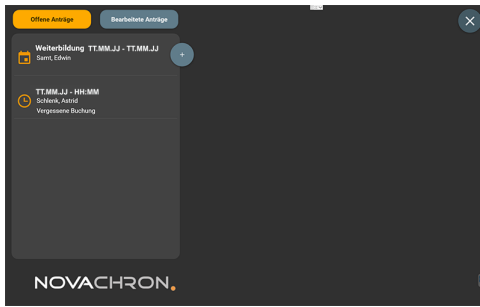 Offene Anträge
Bearbeitete Anträge
Weiterbildung TT.MM.JJ - TT.MM.JJ
Samt, Edwin
TT.MM.JJ - HH:MM
Schlenk, Astrid
Vergessene Buchung
NOVACHRON.